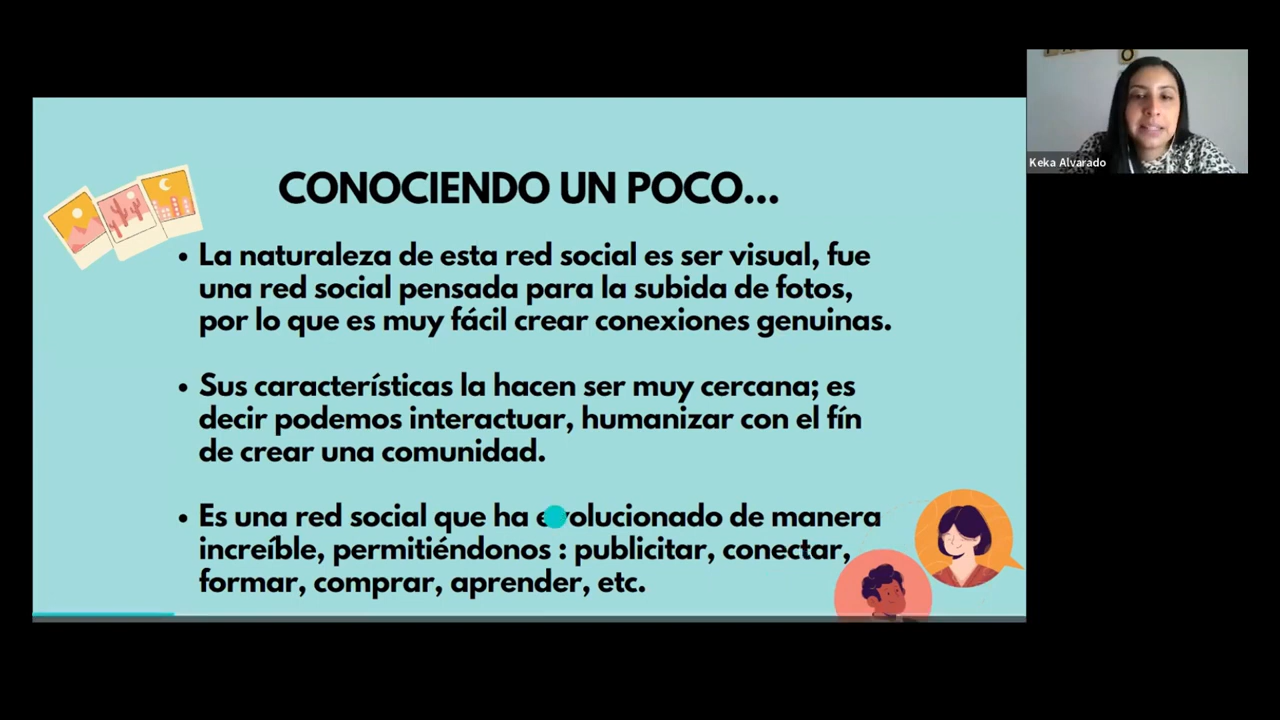 CONOCIENDO UN POCO...
• La naturaleza de esta red social es ser visual, fue
una red social pensada para la subida de fotos,
por lo que es muy fácil crear conexiones genuinas.
• Sus características la hacen ser muy cercana; es
decir podemos interactuar, humanizar con el fín
de crear una comunidad.
• Es una red social que ha evolucionado de manera
increíble, permitiéndonos : publicitar, conectar,
formar, comprar, aprender, etc.
Keka Alvarado